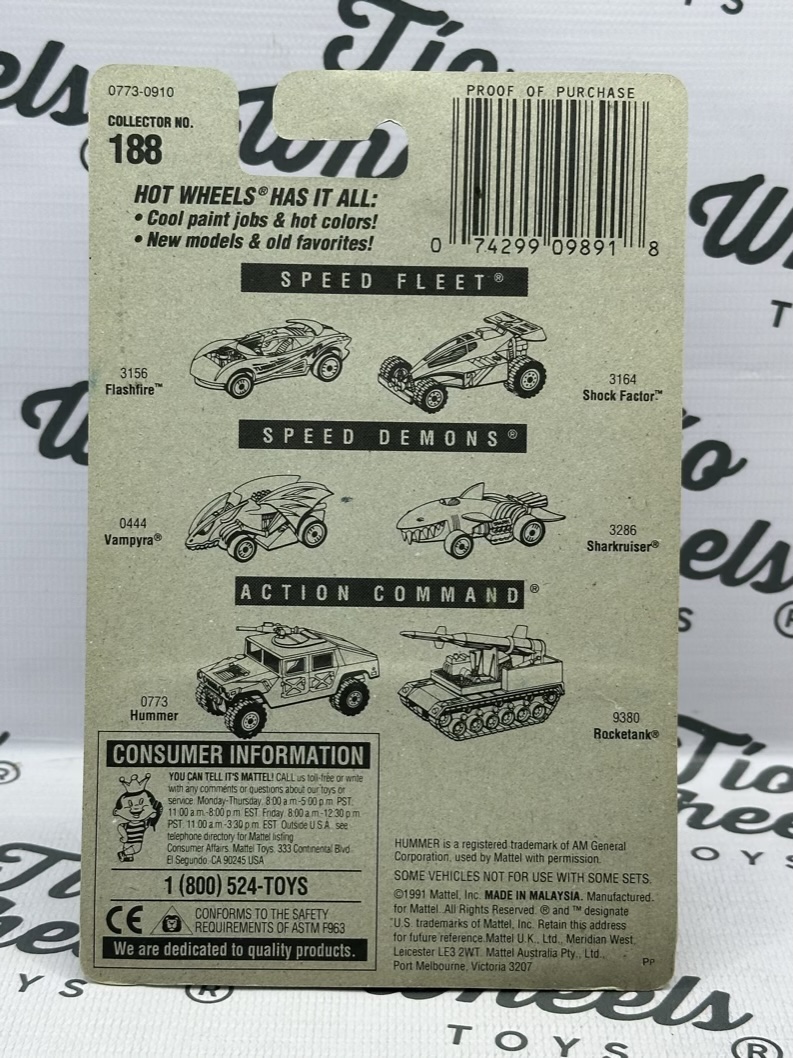 0773-0910
COLLECTOR NO.
188
PROOF OF PURCHASE
0 74299 09891 8
HOT WHEELS® HAS IT ALL:
• Cool paint jobs & hot colors!
• New models & old favorites!
SPEED FLEET®
3156
Flashfire™
3164
Shock Factor™
SPEED DEMONS®
0444
Vampyra®
3286
Sharkruiser®
ACTION COMMAND®
0773
Hummer
9380
Rocketank®
CONSUMER INFORMATION
YOU CAN TELL IT'S MATTEL! CALL us toll-free or write
with any comments or questions about our toys or
service. Monday-Thursday, 8:00 a.m.-5:00 p.m. PST.
11:00 a.m.-8:00 p.m. EST. Friday 8:00 a.m.-12:30 p.m.
PST. 11:00 a.m.-3:30 p.m. EST. Outside U.S.A. see
telephone directory for Mattel listing
Consumer Affairs. Mattel Toys. 333 Continental Blvd.
El Segundo CA 90245 USA
1 (800) 524-TOYS
CE
CONFORMS TO THE SAFETY
REQUIREMENTS OF ASTM F963
We are dedicated to quality products.
HUMMER is a registered trademark of AM General
Corporation, used by Mattel with permission.
SOME VEHICLES NOT FOR USE WITH SOME SETS.
©1991 Mattel, Inc. MADE IN MALAYSIA. Manufactured.
for Mattel. All Rights Reserved. ® and ™ designate
U.S. trademarks of Mattel, Inc. Retain this address
for future reference.Mattel U.K., Ltd., Meridian West,
Leicester LE3 2WT. Mattel Australia Pty., Ltd.,
Port Melbourne, Victoria 3207
PP
Tio
Wheels
TOYS
®